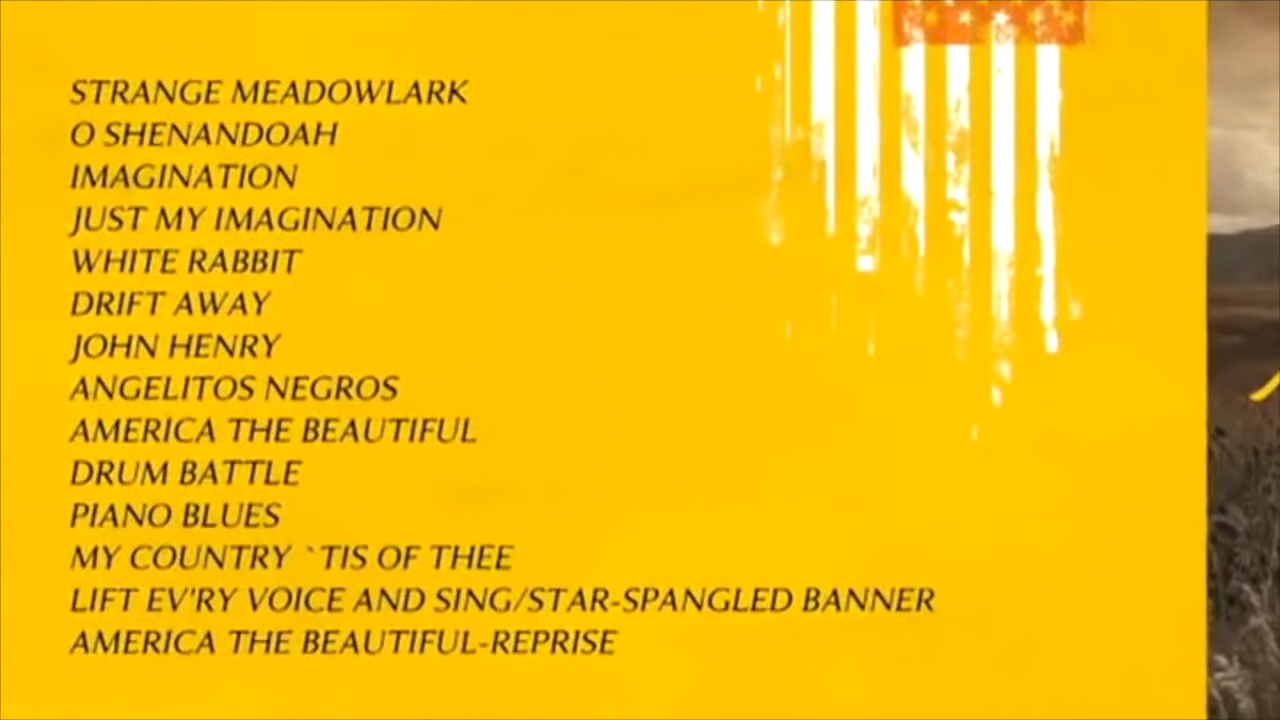 STRANGE MEADOWLARK
O SHENANDOAH
IMAGINATION
JUST MY IMAGINATION
WHITE RABBIT
DRIFT AWAY
JOHN HENRY
ANGELITOS NEGROS
AMERICA THE BEAUTIFUL
DRUM BATTLE
PIANO BLUES
MY COUNTRY `TIS OF THEE
LIFT EV'RY VOICE AND SING/STAR-SPANGLED BANNER
AMERICA THE BEAUTIFUL-REPRISE